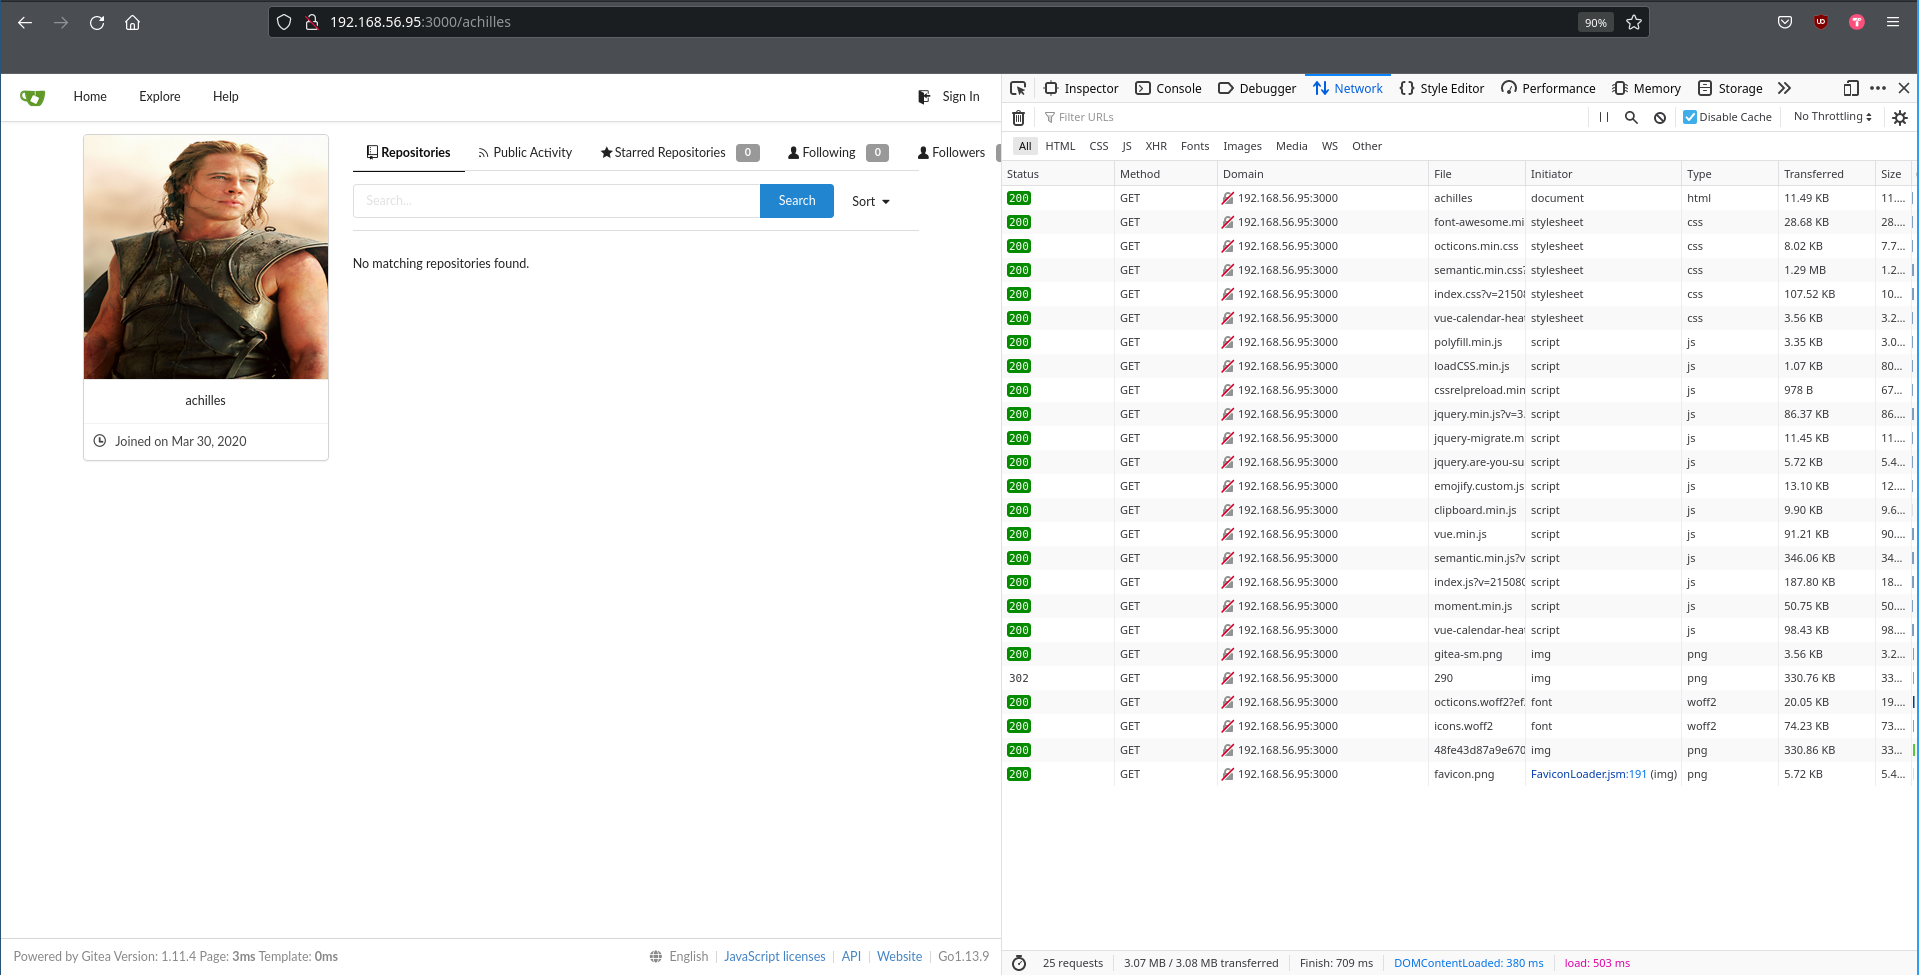 192.168.56.95:3000/achilles
90%
Home
Explore
Help
Sign In
Repositories
Public Activity
Starred Repositories 0
Following 0
Followers
Search...
Search
Sort
No matching repositories found.
achilles
Joined on Mar 30, 2020
Powered by Gitea Version: 1.11.4 Page: 3ms Template: 0ms
English
JavaScript licenses
API
Website
Go1.13.9
Inspector
Console
Debugger
Network
Style Editor
Performance
Memory
Storage
Filter URLs
Disable Cache
No Throttling
All HTML CSS JS XHR Fonts Images Media WS Other
Status Method Domain File Initiator Type Transferred Size
200 GET 192.168.56.95:3000 achilles document html 11.49 KB 11....
200 GET 192.168.56.95:3000 font-awesome.mi stylesheet css 28.68 KB 28....
200 GET 192.168.56.95:3000 octicons.min.css stylesheet css 8.02 KB 7.7...
200 GET 192.168.56.95:3000 semantic.min.css? stylesheet css 1.29 MB 1.2...
200 GET 192.168.56.95:3000 index.css?v=21508 stylesheet css 107.52 KB 10...
200 GET 192.168.56.95:3000 vue-calendar-hea stylesheet css 3.56 KB 3.2...
200 GET 192.168.56.95:3000 polyfill.min.js script js 3.35 KB 3.0...
200 GET 192.168.56.95:3000 loadCSS.min.js script js 1.07 KB 80...
200 GET 192.168.56.95:3000 cssrelpreload.min script js 978 B 67...
200 GET 192.168.56.95:3000 jquery.min.js?v=3. script js 86.37 KB 86....
200 GET 192.168.56.95:3000 jquery-migrate.m script js 11.45 KB 11....
200 GET 192.168.56.95:3000 jquery.are-you-su script js 5.72 KB 5.4...
200 GET 192.168.56.95:3000 emojify.custom.js script js 13.10 KB 12....
200 GET 192.168.56.95:3000 clipboard.min.js script js 9.90 KB 9.6...
200 GET 192.168.56.95:3000 vue.min.js script js 91.21 KB 90....
200 GET 192.168.56.95:3000 semantic.min.js?v script js 346.06 KB 34...
200 GET 192.168.56.95:3000 index.js?v=21508 script js 187.80 KB 18...
200 GET 192.168.56.95:3000 moment.min.js script js 50.75 KB 50....
200 GET 192.168.56.95:3000 vue-calendar-hea script js 98.43 KB 98....
200 GET 192.168.56.95:3000 gitea-sm.png img png 3.56 KB 3.2...
302 GET 192.168.56.95:3000 290 img png 330.76 KB 33...
200 GET 192.168.56.95:3000 octicons.woff2?ef. font woff2 20.05 KB 19....
200 GET 192.168.56.95:3000 icons.woff2 font woff2 74.23 KB 73....
200 GET 192.168.56.95:3000 48fe43d87a9e670 img png 330.86 KB 33...
200 GET 192.168.56.95:3000 favicon.png FaviconLoader.jsm:191 (img) png 5.72 KB 5.4...
25 requests
3.07 MB / 3.08 MB transferred
Finish: 709 ms
DOMContentLoaded: 380 ms
load: 503 ms